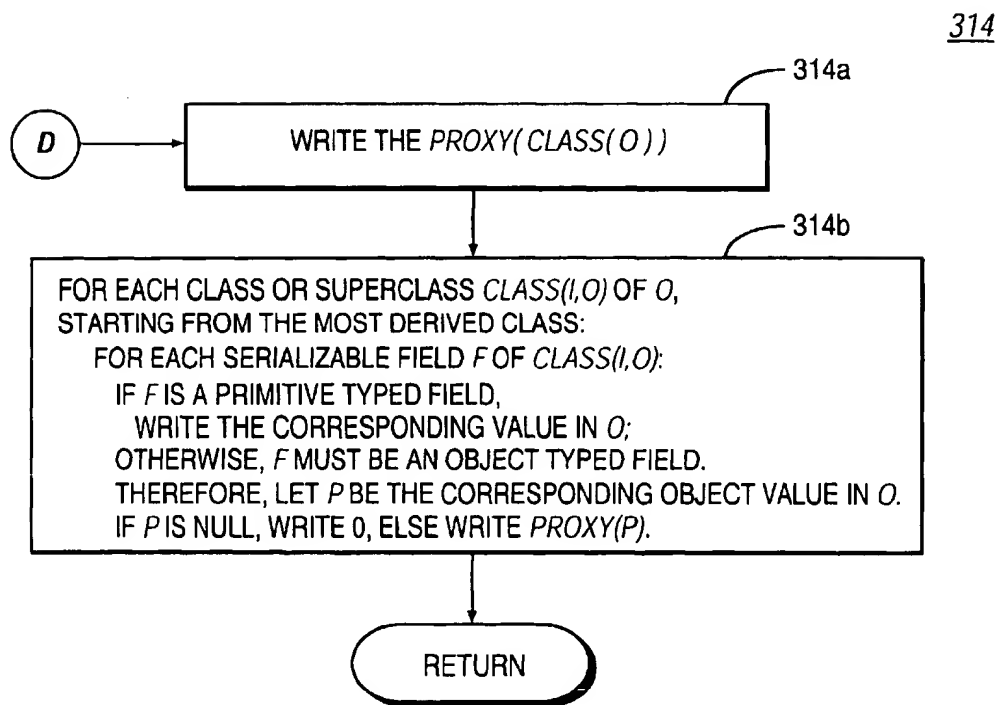 314
314a
D
WRITE THE PROXY( CLASS( O ) )
314b
FOR EACH CLASS OR SUPERCLASS CLASS(I,O) OF O,
STARTING FROM THE MOST DERIVED CLASS:
FOR EACH SERIALIZABLE FIELD F OF CLASS(I,O):
IF F IS A PRIMITIVE TYPED FIELD,
WRITE THE CORRESPONDING VALUE IN O;
OTHERWISE, F MUST BE AN OBJECT TYPED FIELD.
THEREFORE, LET P BE THE CORRESPONDING OBJECT VALUE IN O.
IF P IS NULL, WRITE 0, ELSE WRITE PROXY(P).
RETURN